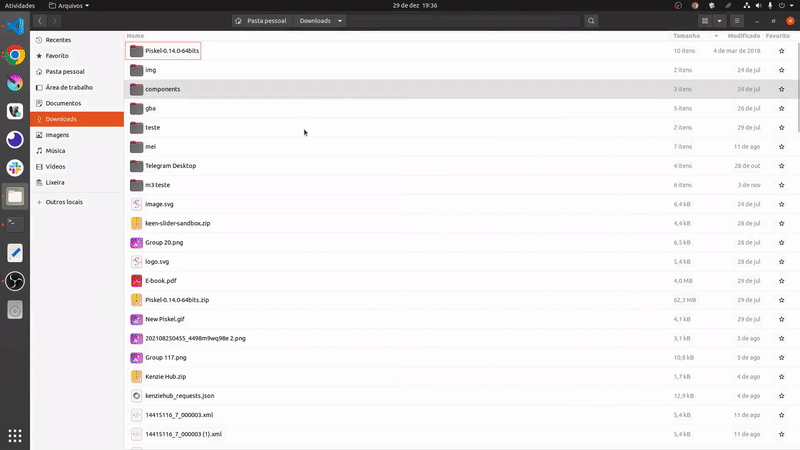 Atividades
Arquivos
29 de dez 19:36
Pasta pessoal
Downloads
Nome
Tamanho
Modificado
Favorito
Recentes
Favorito
Pasta pessoal
Área de trabalho
Documentos
Downloads
Imagens
Música
Vídeos
Lixeira
Outros locais
Piskel-0.14.0-64bits 10 itens 4 de mar de 2018
img 2 itens 24 de jul
components 3 itens 24 de jul
gba 5 itens 26 de jul
teste 2 itens 29 de jul
mei 7 itens 11 de ago
Telegram Desktop 4 itens 28 de out
m3 teste 6 itens 3 de nov
image.svg 6,4 kB 24 de jul
keen-slider-sandbox.zip 4,4 kB 28 de jul
Group 20.png 6,5 kB 28 de jul
logo.svg 5,4 kB 28 de jul
E-book.pdf 4,0 MB 29 de jul
Piskel-0.14.0-64bits.zip 62,3 MB 29 de jul
New Piskel.gif 4,1 kB 29 de jul
202108250455_4498m9wq98e 2.png 3,1 kB 3 de ago
Group 117.png 10,8 kB 3 de ago
Kenzie Hub.zip 1,7 kB 4 de ago
kenziehub_requests.json 12,9 kB 4 de ago
14415116_7_000003.xml 5,4 kB 11 de ago
14415116_7_000003 (1).xml 5,4 kB 11 de ago